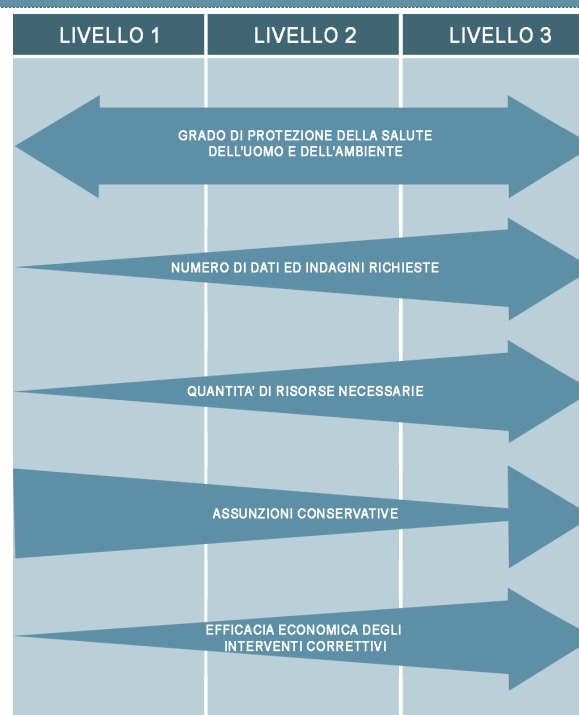 LIVELLO 1 LIVELLO 2 LIVELLO 3
GRADO DI PROTEZIONE DELLA SALUTE
DELL'UOMO E DELL'AMBIENTE
NUMERO DI DATI ED INDAGINI RICHIESTE
QUANTITA' DI RISORSE NECESSARIE
ASSUNZIONI CONSERVATIVE
EFFICACIA ECONOMICA DEGLI
INTERVENTI CORRETTIVI